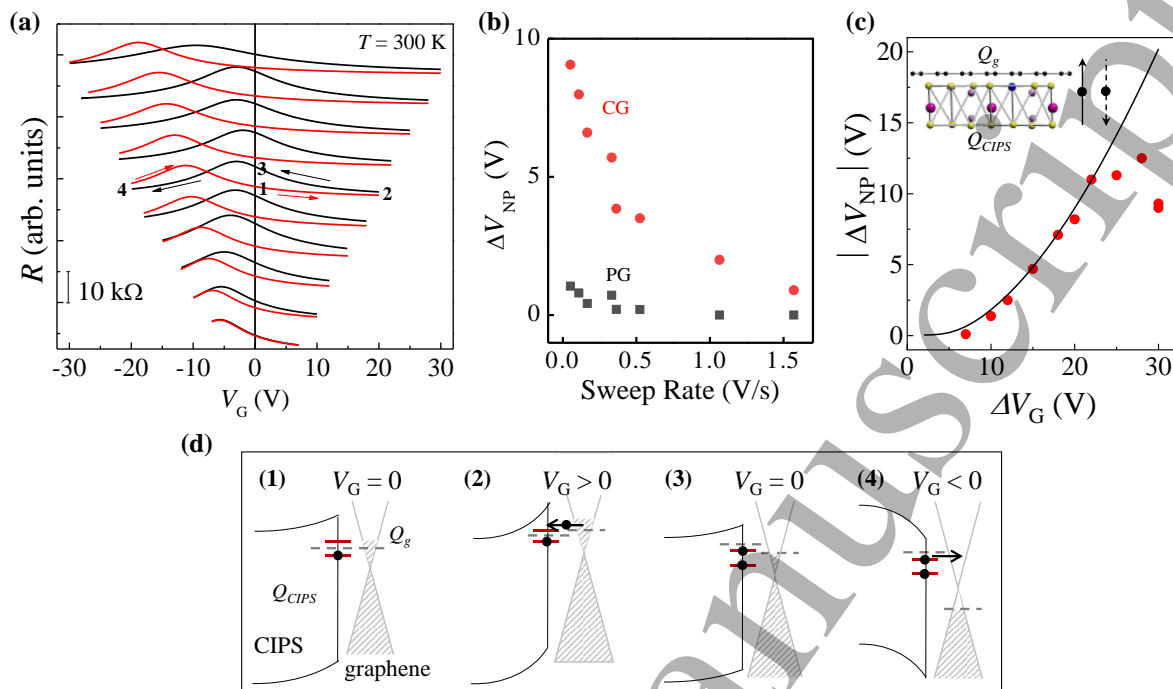 (a)
T = 300 K
R (arb. units)
10 kΩ
4
3
1
2
-30 -20 -10 0 10 20 30
V_G (V)
(b)
10
5
0
ΔV_NP (V)
CG
PG
0.0 0.5 1.0 1.5
Sweep Rate (V/s)
(c)
20
15
10
5
0
|ΔV_NP| (V)
Q_g
Q_CIPS
0 10 20 30
ΔV_G (V)
(d)
(1) V_G = 0
Q_g
Q_CIPS
CIPS
graphene
(2) V_G > 0
(3) V_G = 0
(4) V_G < 0
anuscrip